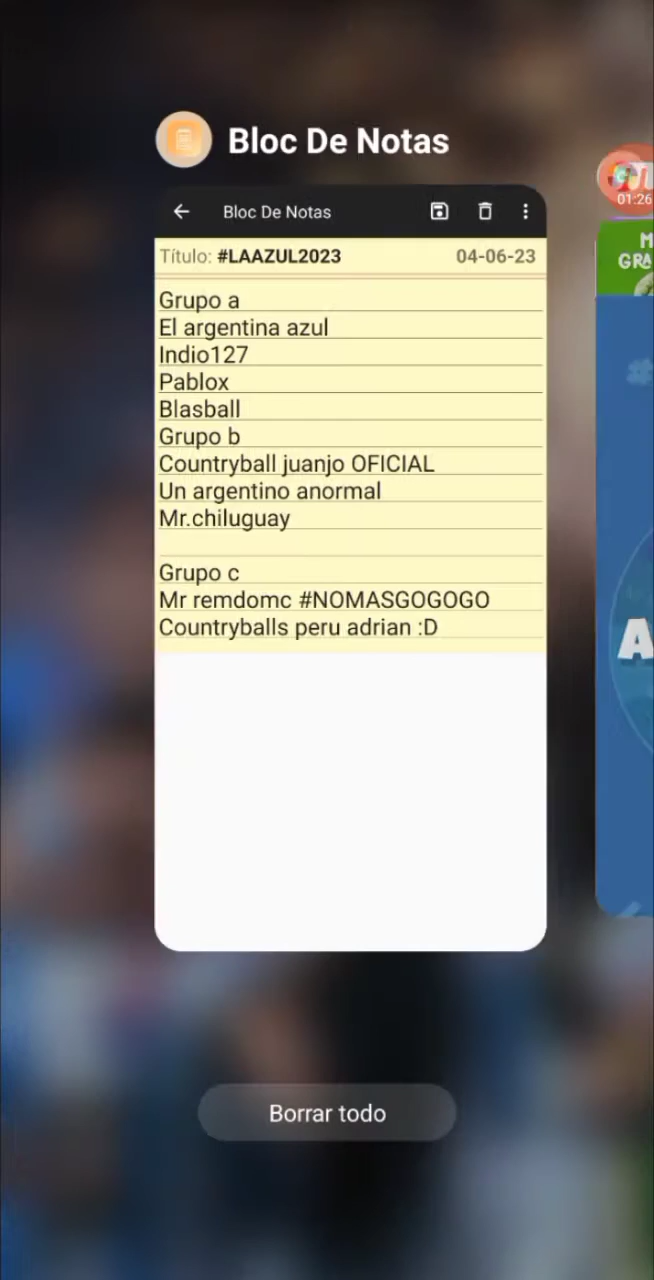 Bloc De Notas
Bloc De Notas
Título: #LAAZUL2023 04-06-23
Grupo a
El argentina azul
Indio127
Pablox
Blasball
Grupo b
Countryball juanjo OFICIAL
Un argentino anormal
Mr.chiluguay
Grupo c
Mr remdomc #NOMASGOGOGO
Countryballs peru adrian :D
01:26
M
GRA
#
A
Borrar todo